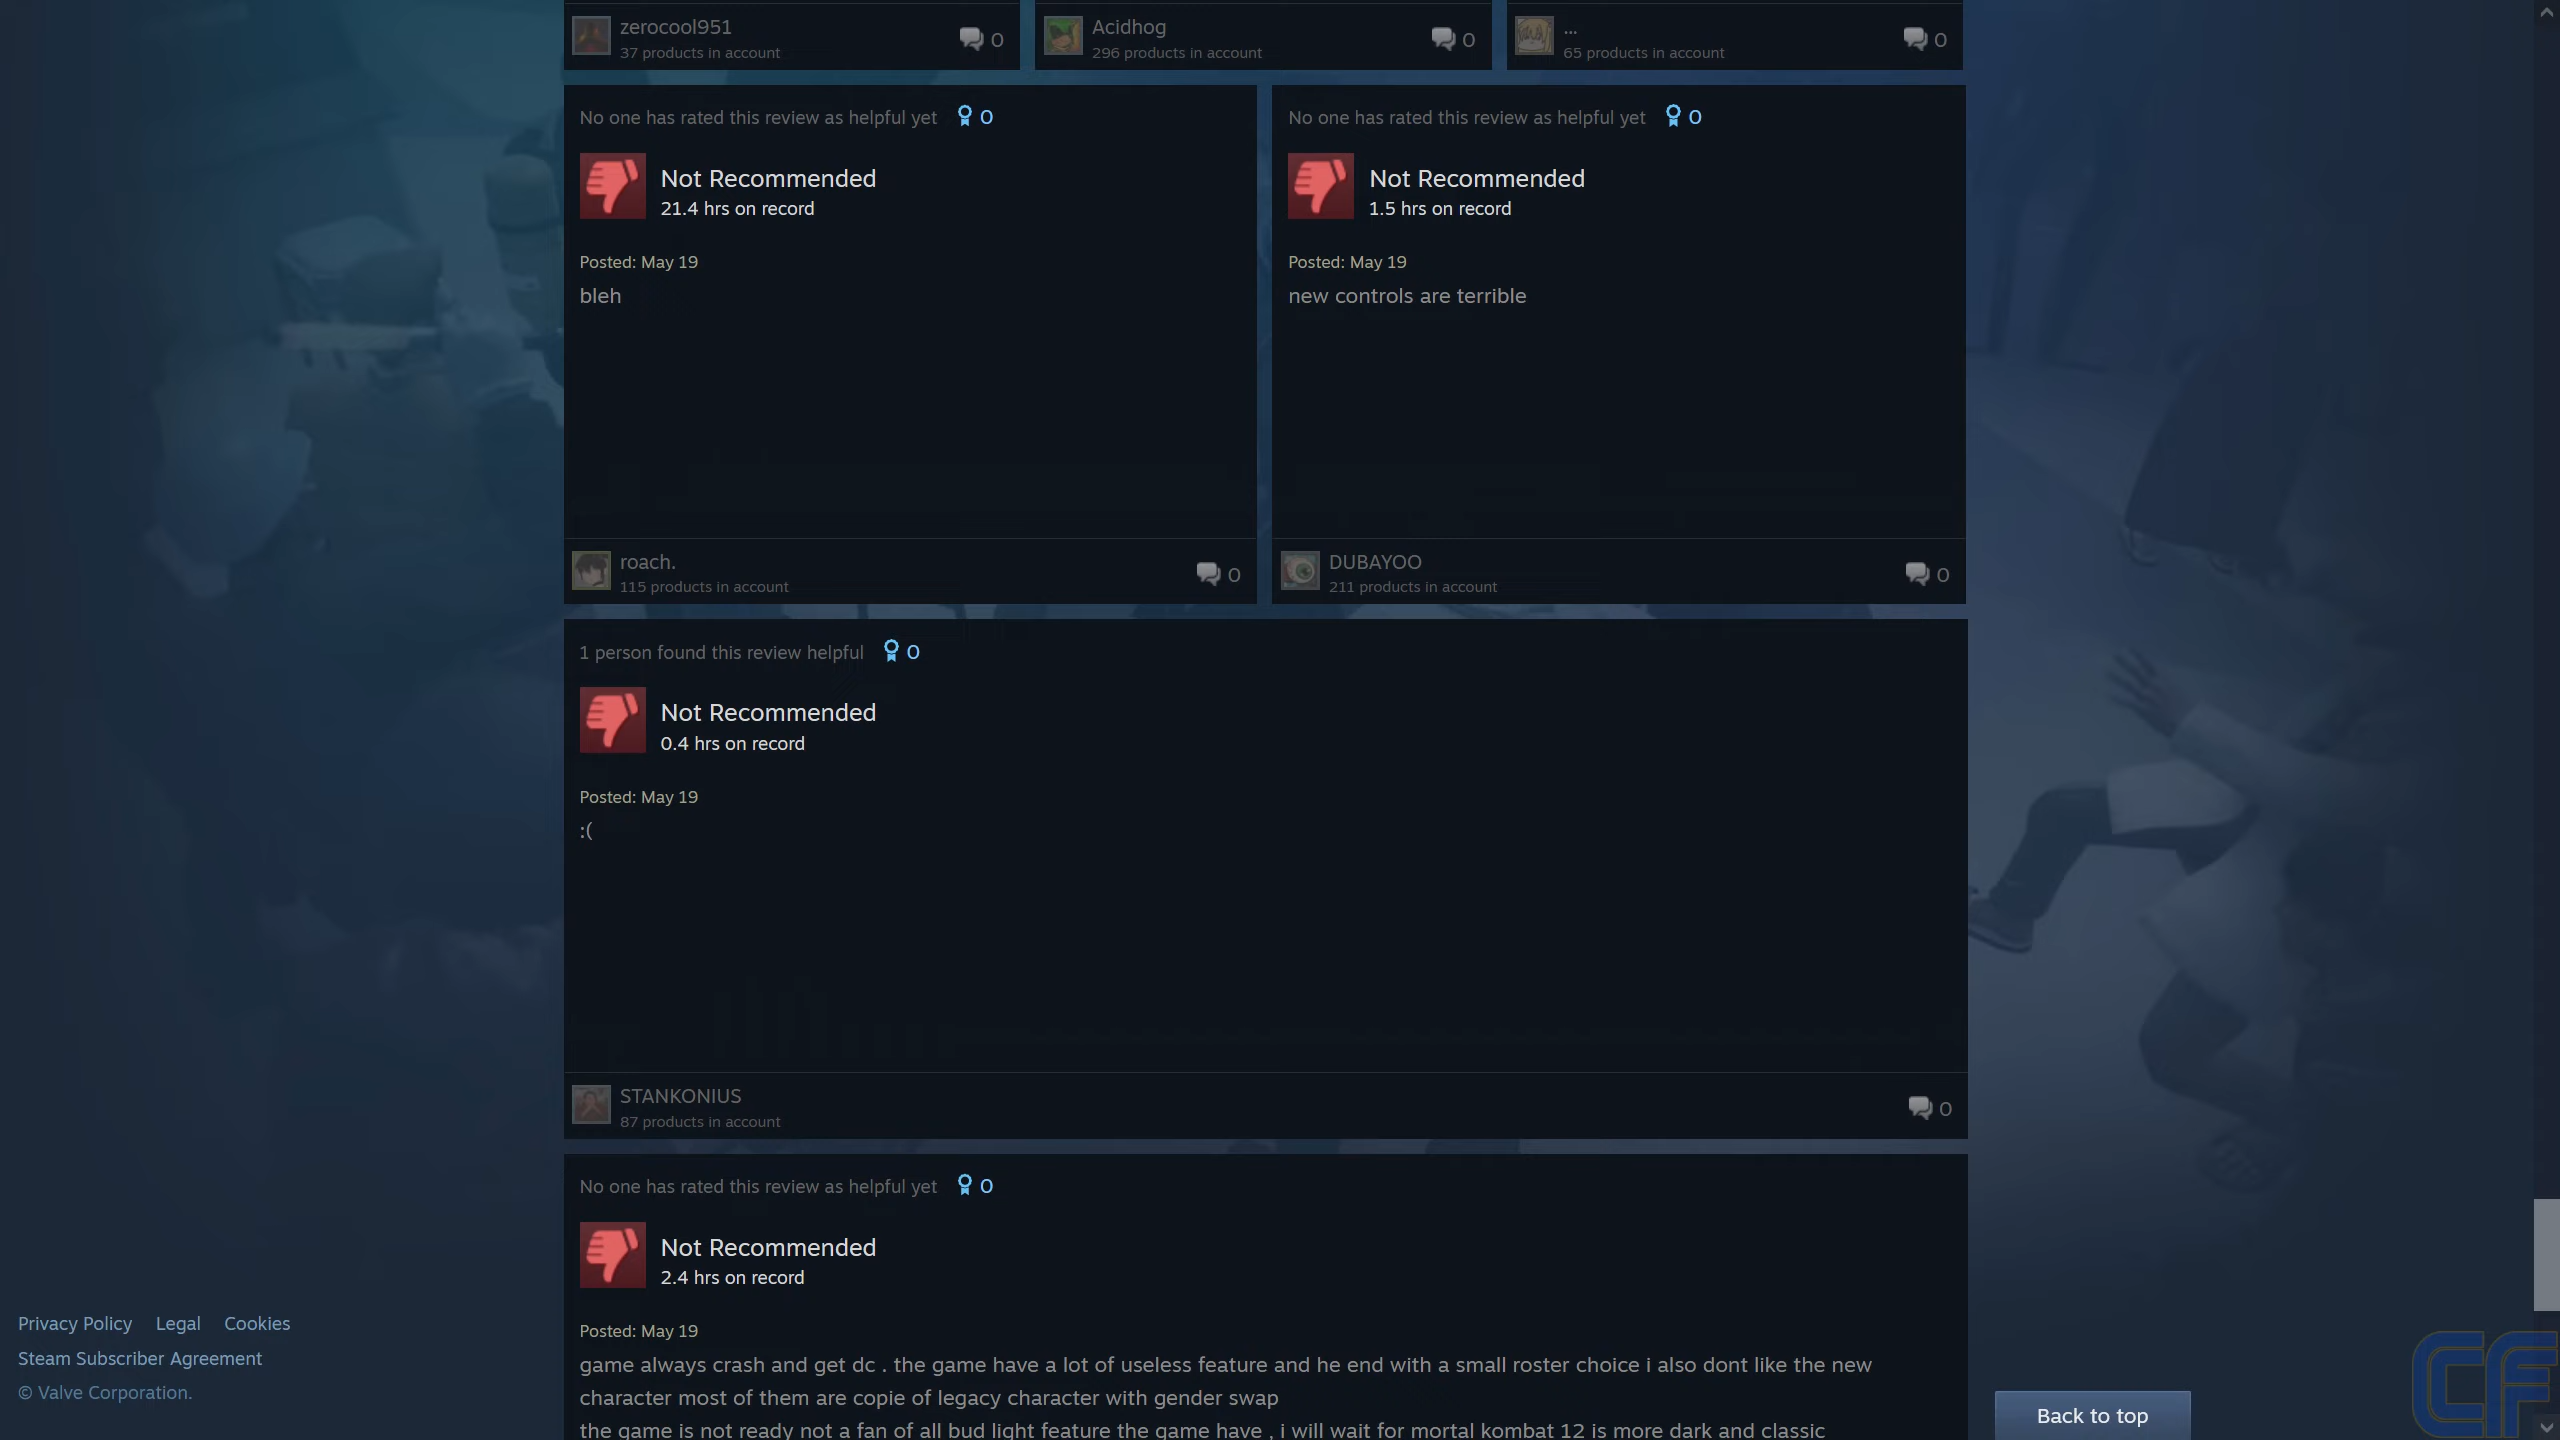 zerocool951
37 products in account
0
Acidhog
296 products in account
0
...
65 products in account
0
No one has rated this review as helpful yet 0
Not Recommended
21.4 hrs on record
Posted: May 19
bleh
roach.
115 products in account
0
No one has rated this review as helpful yet 0
Not Recommended
1.5 hrs on record
Posted: May 19
new controls are terrible
DUBAYOO
211 products in account
0
1 person found this review helpful 0
Not Recommended
0.4 hrs on record
Posted: May 19
:(
STANKONIUS
87 products in account
0
No one has rated this review as helpful yet 0
Not Recommended
2.4 hrs on record
Posted: May 19
game always crash and get dc . the game have a lot of useless feature and he end with a small roster choice i also dont like the new
character most of them are copie of legacy character with gender swap
the game is not ready not a fan of all bud light feature the game have , i will wait for mortal kombat 12 is more dark and classic
Privacy Policy Legal Cookies
Steam Subscriber Agreement
© Valve Corporation.
Back to top
CF